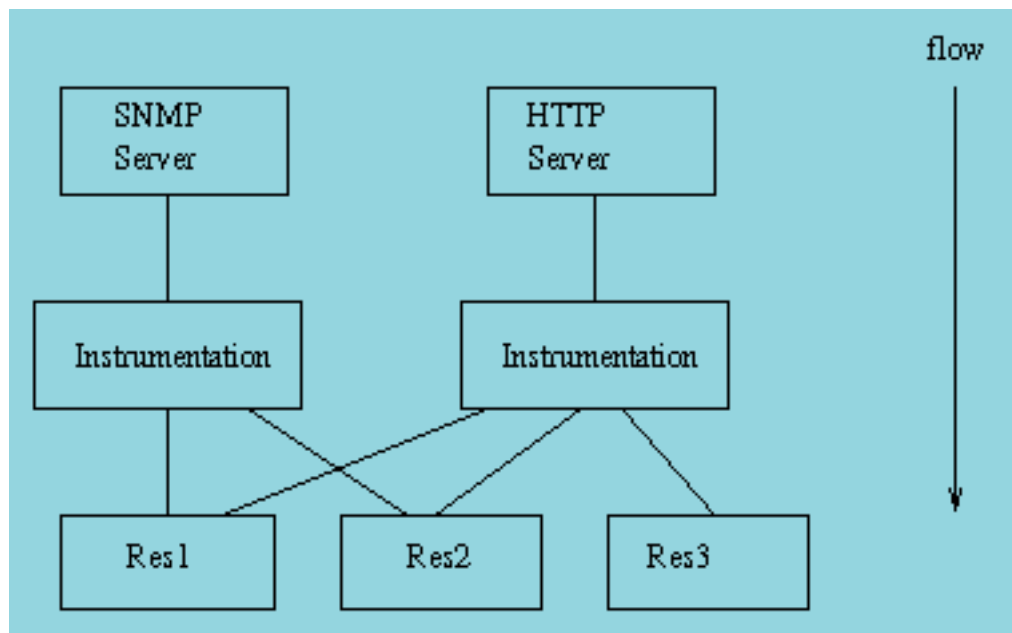 flow
SNMP
Server
HTTP
Server
Instrumentation
Instrumentation
Res1
Res2
Res3